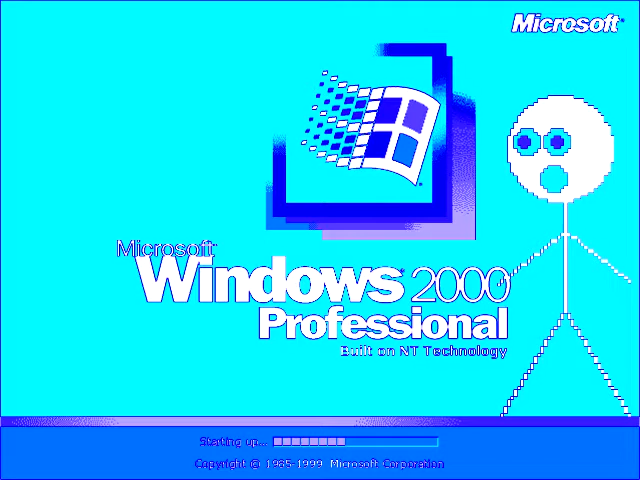 Microsoft
Microsoft
Windows 2000
Professional
Built on NT Technology
Starting up...
Copyright © 1985-1999 Microsoft Corporation